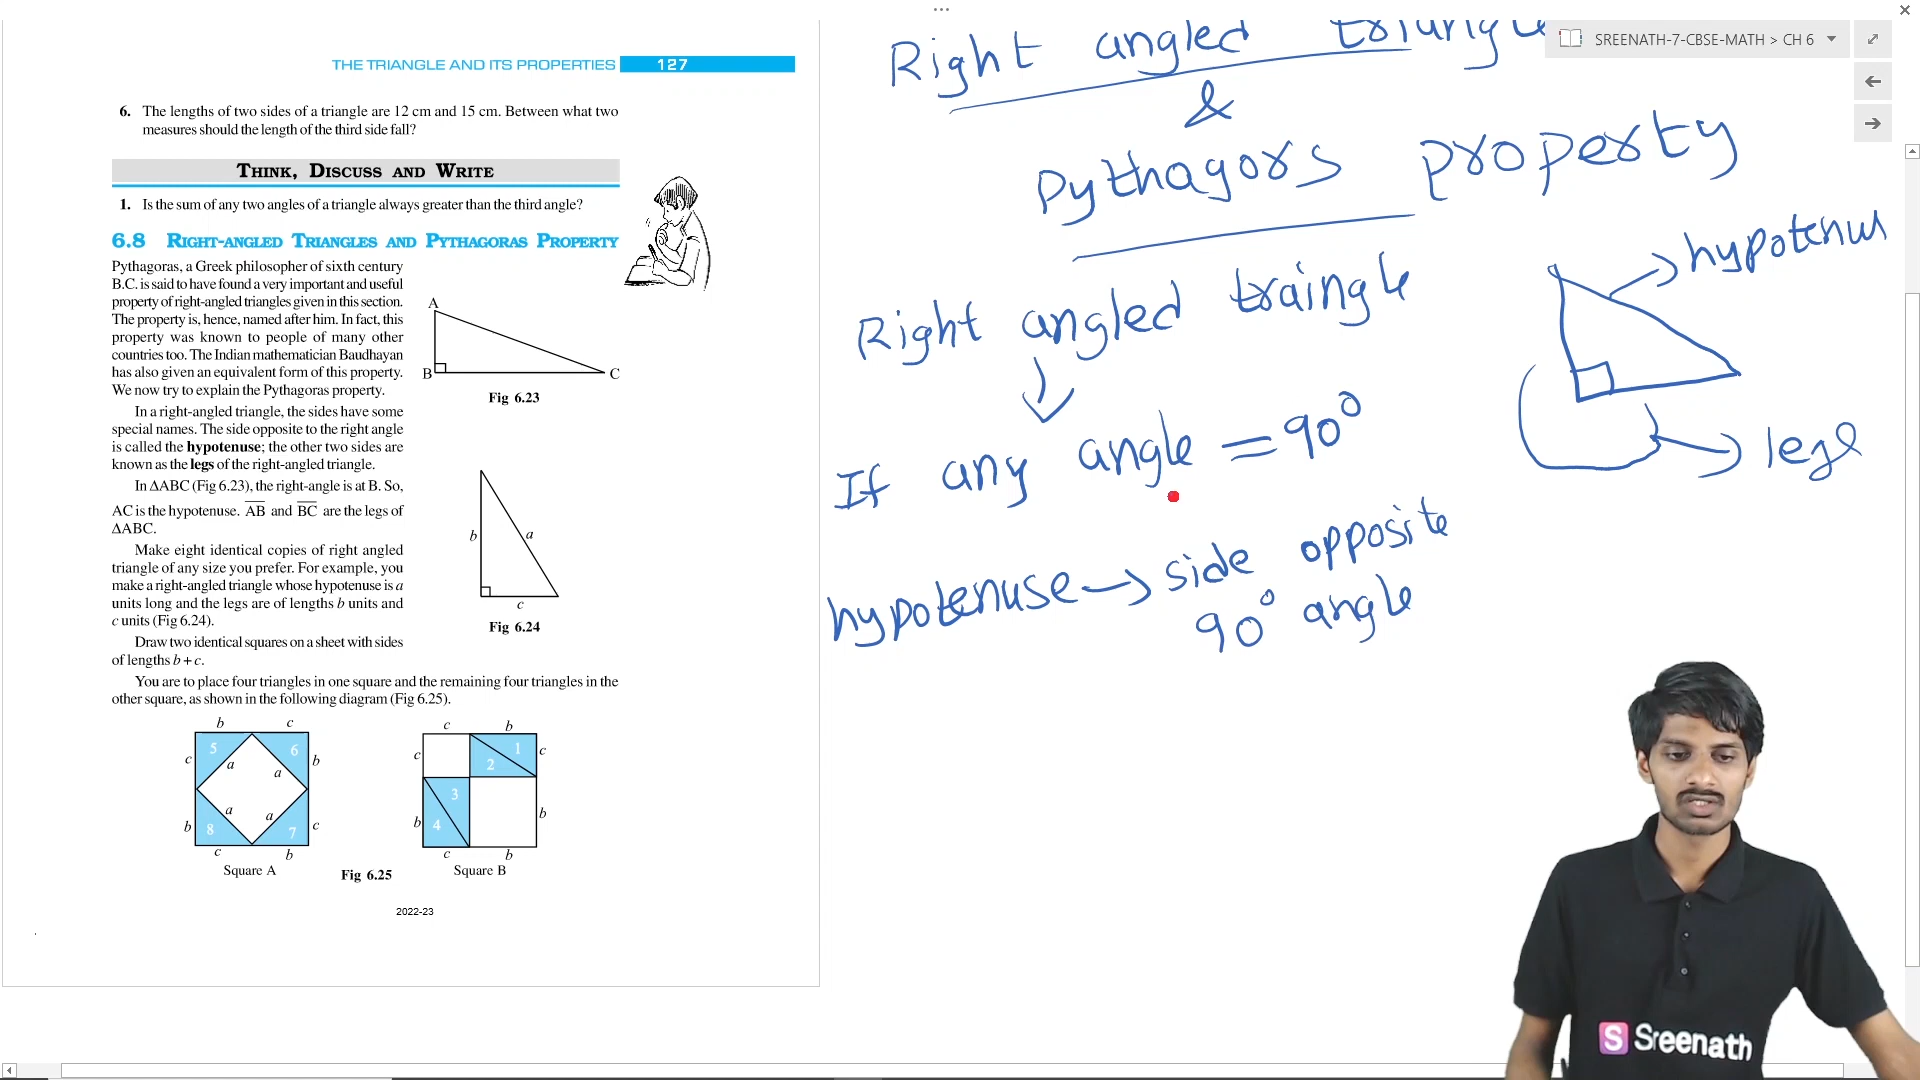 THE TRIANGLE AND ITS PROPERTIES 127
6. The lengths of two sides of a triangle are 12 cm and 15 cm. Between what two
measures should the length of the third side fall?
THINK, DISCUSS AND WRITE
1. Is the sum of any two angles of a triangle always greater than the third angle?
6.8 RIGHT-ANGLED TRIANGLES AND PYTHAGORAS PROPERTY
Pythagoras, a Greek philosopher of sixth century
B.C. is said to have found a very important and useful
property of right-angled triangles given in this section.
The property is, hence, named after him. In fact, this
property was known to people of many other
countries too. The Indian mathematician Baudhayan
has also given an equivalent form of this property.
We now try to explain the Pythagoras property.
In a right-angled triangle, the sides have some
special names. The side opposite to the right angle
is called the hypotenuse; the other two sides are
known as the legs of the right-angled triangle.
In ΔABC (Fig 6.23), the right-angle is at B. So,
AC is the hypotenuse. AB and BC are the legs of
ΔABC.
Make eight identical copies of right angled
triangle of any size you prefer. For example, you
make a right-angled triangle whose hypotenuse is a
units long and the legs are of lengths b units and
c units (Fig 6.24).
Draw two identical squares on a sheet with sides
of lengths b + c.
You are to place four triangles in one square and the remaining four triangles in the
other square, as shown in the following diagram (Fig 6.25).
A
B C
Fig 6.23
b a
c
Fig 6.24
b c
5 6
c a a b
a a
b 8 7 c
c b
Square A
Fig 6.25
c b
c 1 c
2
3
b 4 b
c b
Square B
2022-23
SREENATH-7-CBSE-MATH > CH 6
Right angled triangle
&
Pythagors property
Right angled traingle
If any angle = 90°
hypotenuse → side opposite
90° angle
hypotenus
legs
S Sreenath